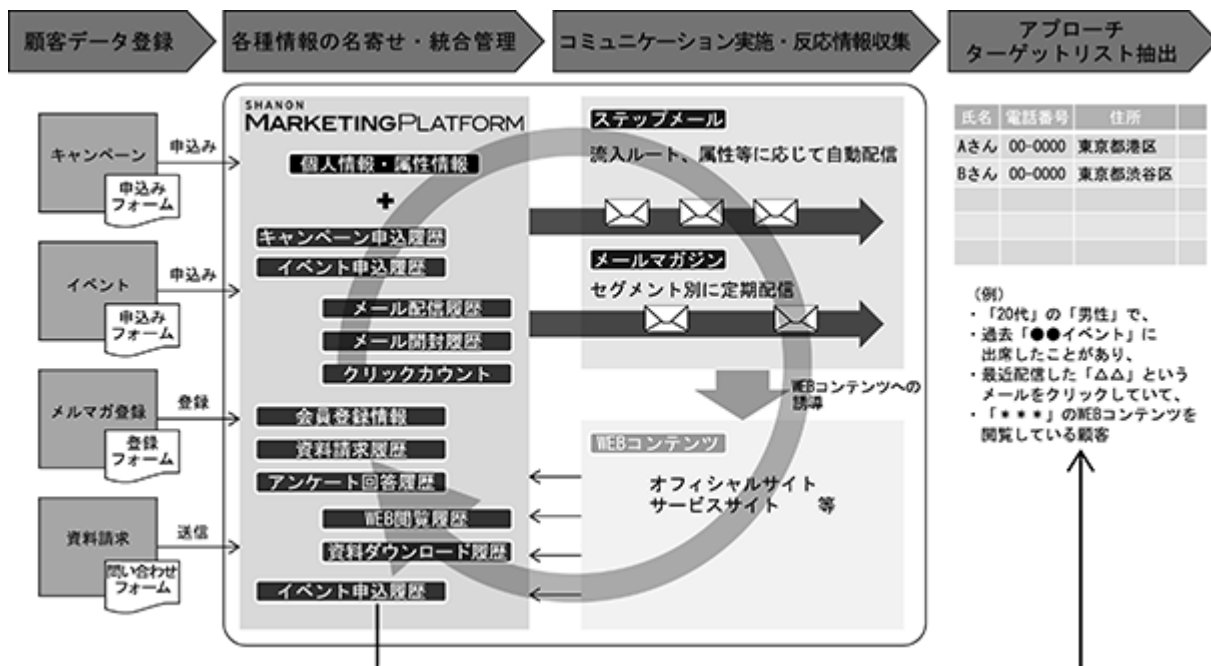 顧客データ登録
各種情報の名寄せ・統合管理
コミュニケーション実施・反応情報収集
アプローチ
ターゲットリスト抽出
キャンペーン
申込み
フォーム
申込み
イベント
申込み
フォーム
申込み
メルマガ登録
登録
フォーム
登録
資料請求
問い合わせ
フォーム
送信
SHANON
MARKETINGPLATFORM
個人情報・属性情報
+
キャンペーン申込履歴
イベント申込履歴
メール配信履歴
メール開封履歴
クリックカウント
会員登録情報
資料請求履歴
アンケート回答履歴
WEB閲覧履歴
資料ダウンロード履歴
イベント申込履歴
ステップメール
流入ルート、属性等に応じて自動配信
メールマガジン
セグメント別に定期配信
WEBコンテンツへの
誘導
WEBコンテンツ
オフィシャルサイト
サービスサイト 等
氏名 電話番号 住所
Aさん 00-0000 東京都港区
Bさん 00-0000 東京都渋谷区
(例)
・「20代」の「男性」で、
・過去「●●イベント」に
出席したことがあり、
・最近配信した「△△」という
メールをクリックしていて、
・「***」のWEBコンテンツを
閲覧している顧客